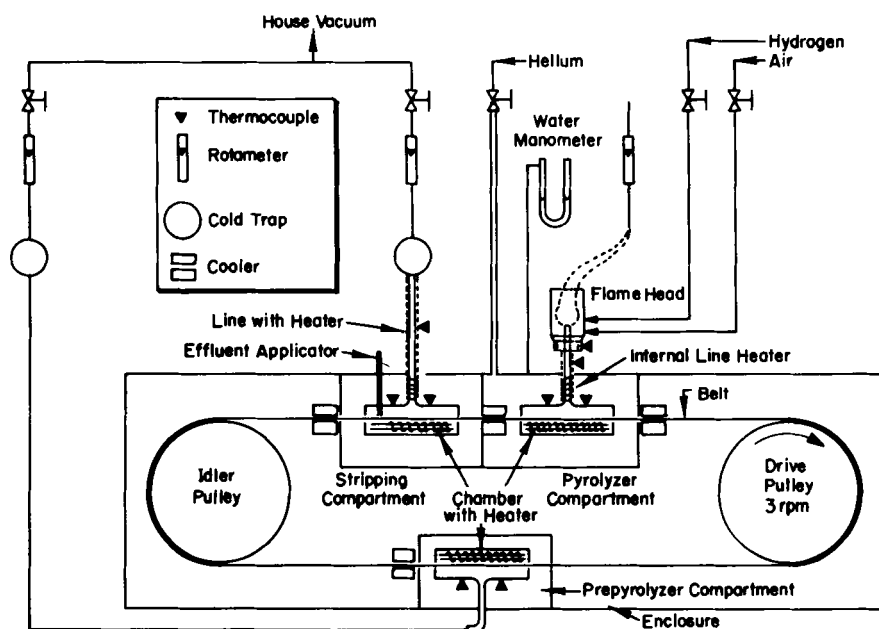 House Vacuum
Hydrogen
Air
Hellum
Thermocouple
Rotameter
Cold Trap
Cooler
Water
Manometer
Flame Head
Line with Heater
Effluent Applicator
Internal Line Heater
Belt
Idler
Pulley
Stripping
Compartment
Chamber
with Heater
Pyrolyzer
Compartment
Drive
Pulley
3 rpm
Prepyrolyzer Compartment
Enclosure